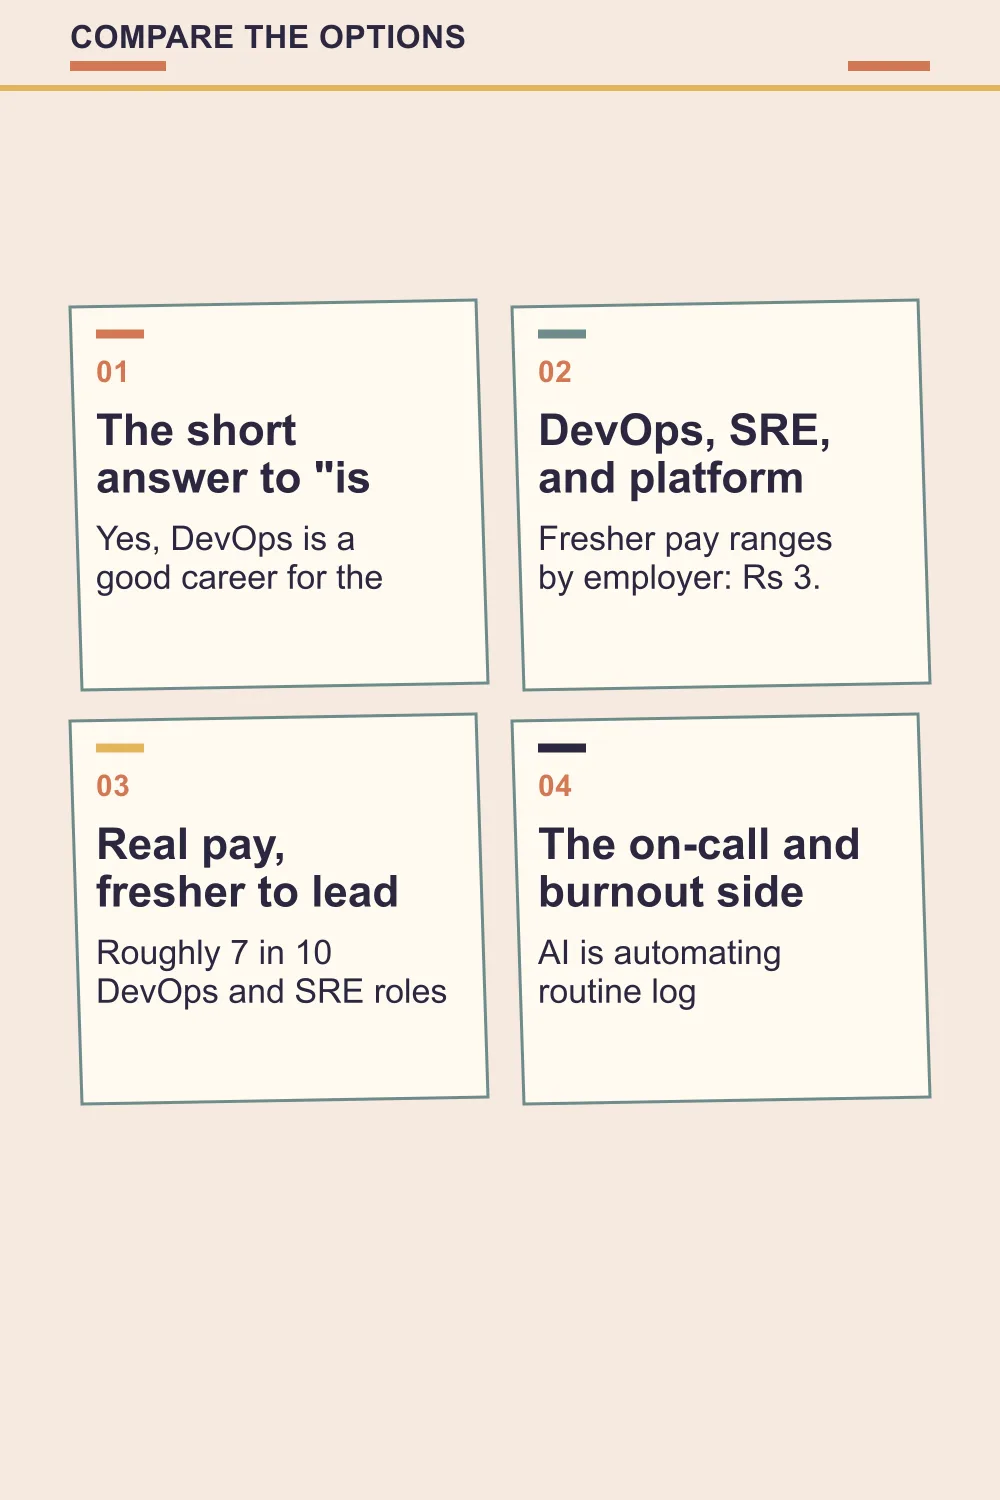 COMPARE THE OPTIONS
01
The short
answer to "is
Yes, DevOps is a
good career for the
02
DevOps, SRE,
and platform
Fresher pay ranges
by employer: Rs 3.
03
Real pay,
fresher to lead
Roughly 7 in 10
DevOps and SRE roles
04
The on-call and
burnout side
AI is automating
routine log